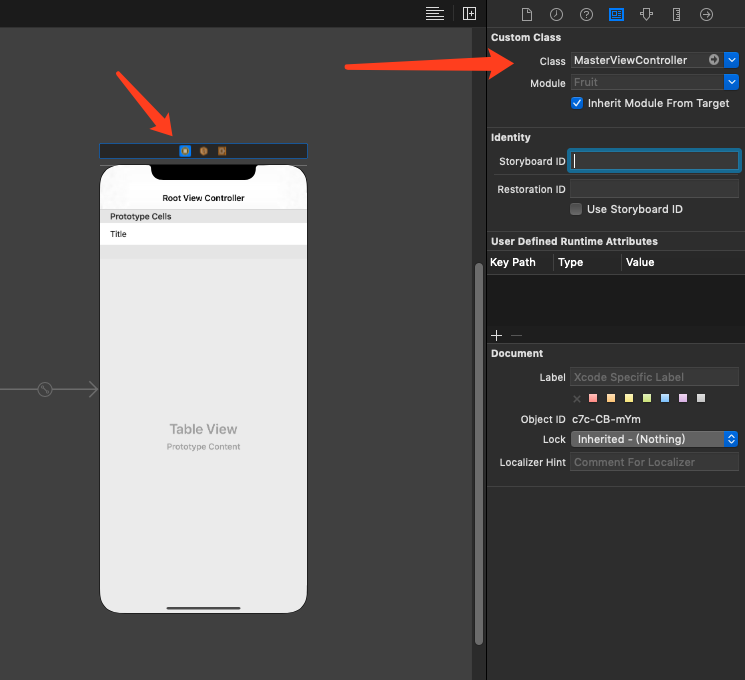 Custom Class
Class MasterViewController
Module Fruit
Inherit Module From Target
Identity
Storyboard ID
Restoration ID
Use Storyboard ID
User Defined Runtime Attributes
Key Path Type Value
Document
Label Xcode Specific Label
Object ID c7c-CB-mYm
Lock Inherited - (Nothing)
Localizer Hint Comment For Localizer
Root View Controller
Prototype Cells
Title
Table View
Prototype Content